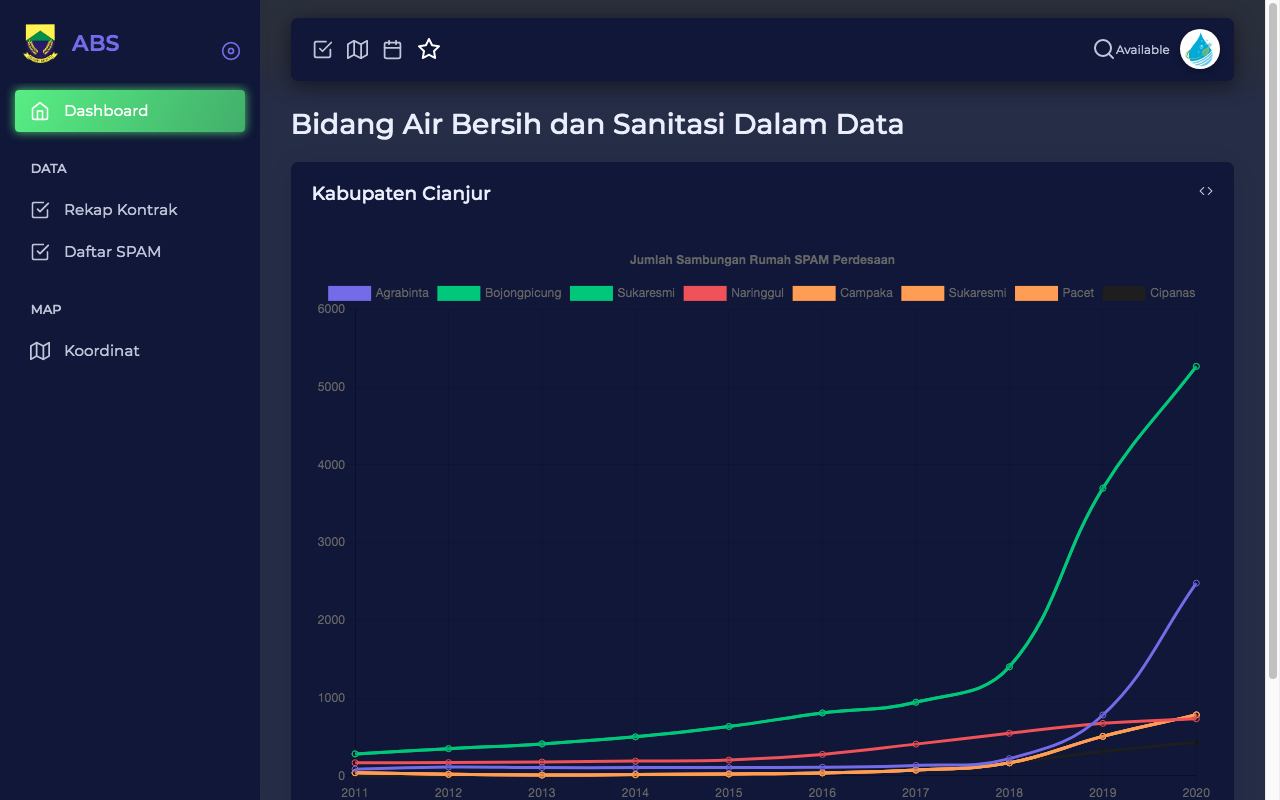 ABS
Available
Dashboard
DATA
Rekap Kontrak
Daftar SPAM
MAP
Koordinat
Bidang Air Bersih dan Sanitasi Dalam Data
Kabupaten Cianjur
Jumlah Sambungan Rumah SPAM Perdesaan
Agrabinta Bojongpicung Sukaresmi Naringgul Campaka Sukaresmi Pacet Cipanas
6000
5000
4000
3000
2000
1000
0
2011 2012 2013 2014 2015 2016 2017 2018 2019 2020